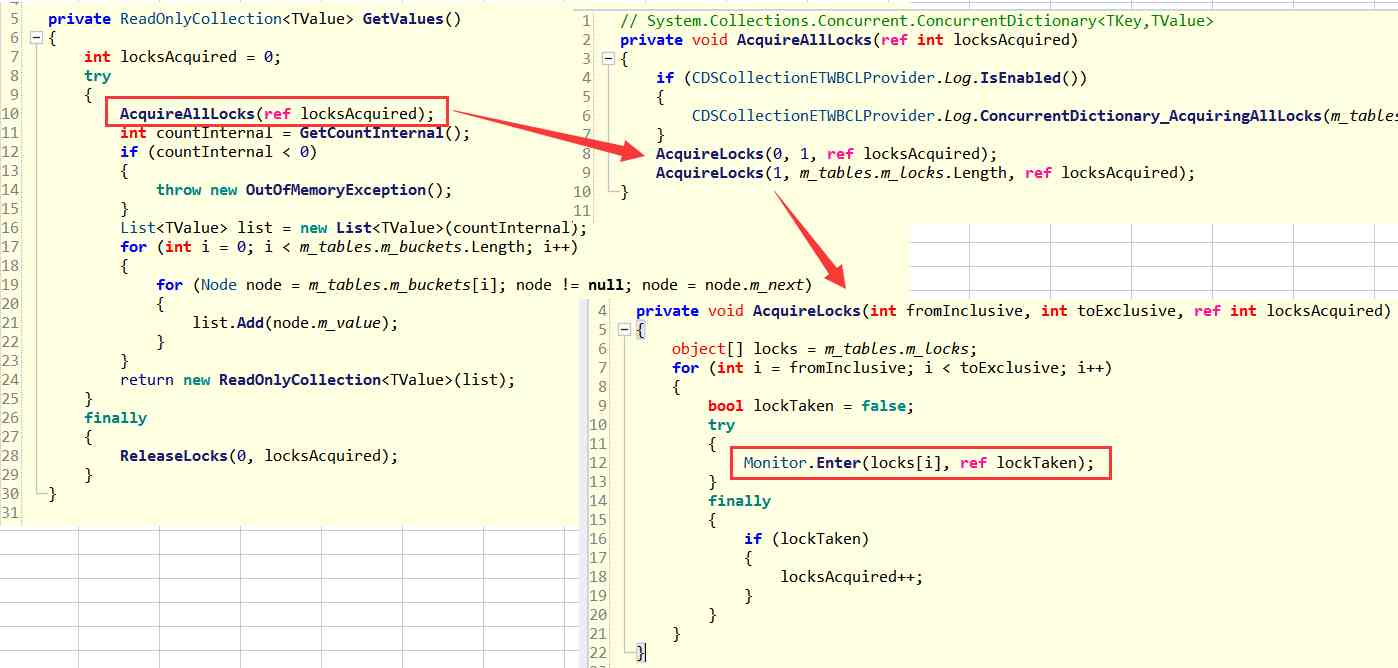 5 private ReadOnlyCollection<TValue> GetValues()
6 {
7 int locksAcquired = 0;
8 try
9 {
10 AcquireAllLocks(ref locksAcquired);
11 int countInternal = GetCountInternal();
12 if (countInternal < 0)
13 {
14 throw new OutOfMemoryException();
15 }
16 List<TValue> list = new List<TValue>(countInternal);
17 for (int i = 0; i < m_tables.m_buckets.Length; i++)
18 {
19 for (Node node = m_tables.m_buckets[i]; node != null; node = node.m_next)
20 {
21 list.Add(node.m_value);
22 }
23 }
24 return new ReadOnlyCollection<TValue>(list);
25 }
26 finally
27 {
28 ReleaseLocks(0, locksAcquired);
29 }
30 }
31
1 // System.Collections.Concurrent.ConcurrentDictionary<TKey,TValue>
2 private void AcquireAllLocks(ref int locksAcquired)
3 {
4 if (CDSCollectionETWBCLProvider.Log.IsEnabled())
5 {
6 CDSCollectionETWBCLProvider.Log.ConcurrentDictionary_AcquiringAllLocks(m_tables
7 }
8 AcquireLocks(0, 1, ref locksAcquired);
9 AcquireLocks(1, m_tables.m_locks.Length, ref locksAcquired);
10 }
11
4 private void AcquireLocks(int fromInclusive, int toExclusive, ref int locksAcquired)
5 {
6 object[] locks = m_tables.m_locks;
7 for (int i = fromInclusive; i < toExclusive; i++)
8 {
9 bool lockTaken = false;
10 try
11 {
12 Monitor.Enter(locks[i], ref lockTaken);
13 }
14 finally
15 {
16 if (lockTaken)
17 {
18 locksAcquired++;
19 }
20 }
21 }
22 }